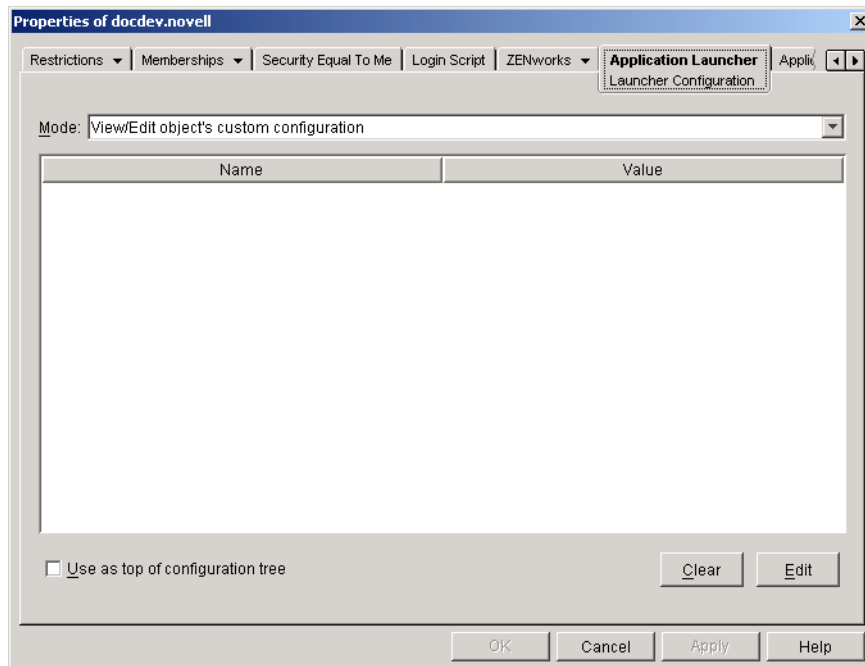 Properties of docdev.novell
Restrictions Memberships Security Equal To Me Login Script ZENworks Application Launcher
Launcher Configuration
Mode: View/Edit object's custom configuration
Name Value
Use as top of configuration tree Clear Edit
OK Cancel Apply Help